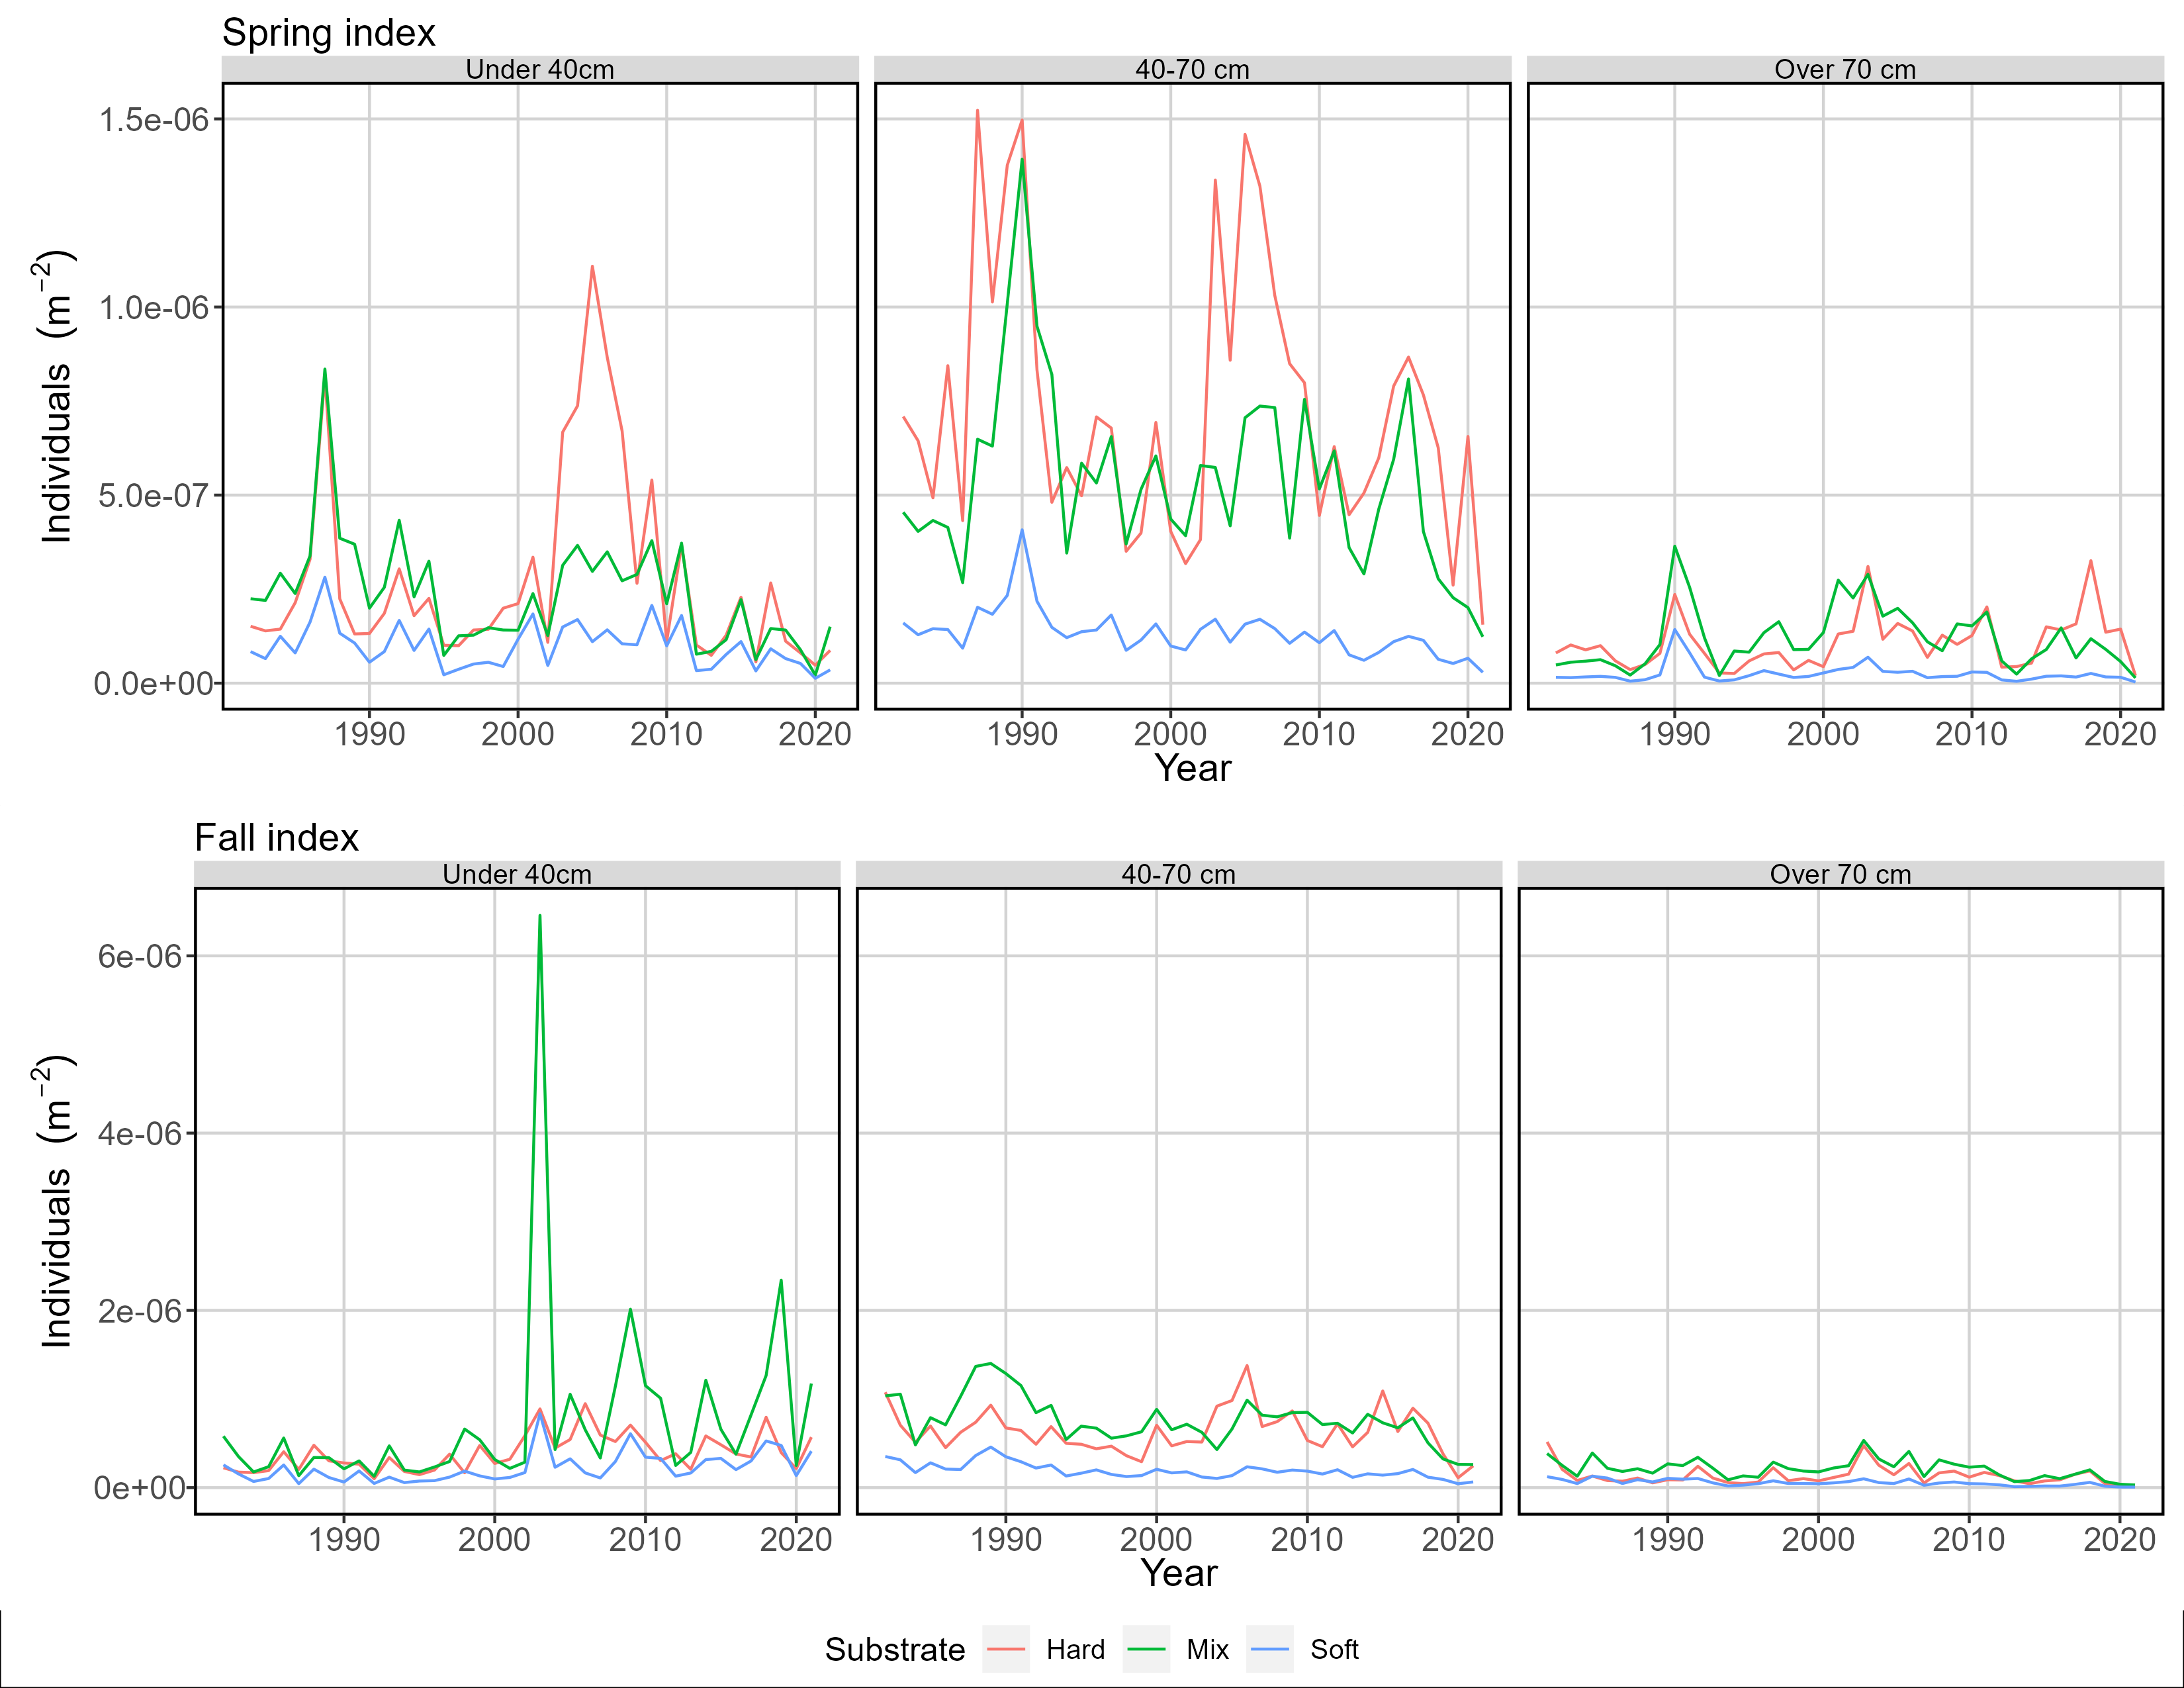 Spring index
Under 40cm 40-70 cm Over 70 cm
Individuals (m⁻²)
1.5e-06
1.0e-06
5.0e-07
0.0e+00
1990 2000 2010 2020 1990 2000 2010 2020 1990 2000 2010 2020
Year
Fall index
Under 40cm 40-70 cm Over 70 cm
Individuals (m⁻²)
6e-06
4e-06
2e-06
0e+00
1990 2000 2010 2020 1990 2000 2010 2020 1990 2000 2010 2020
Year
Substrate Hard Mix Soft